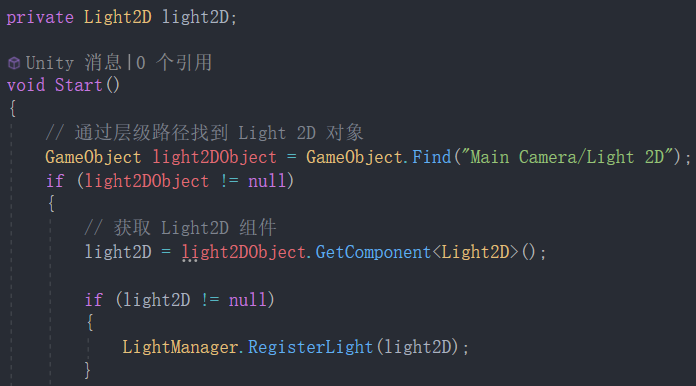 private Light2D light2D;
Unity 消息|0 个引用
void Start()
{
// 通过层级路径找到 Light 2D 对象
GameObject light2DObject = GameObject.Find("Main Camera/Light 2D");
if (light2DObject != null)
{
// 获取 Light2D 组件
light2D = light2DObject.GetComponent<Light2D>();
if (light2D != null)
{
LightManager.RegisterLight(light2D);
}